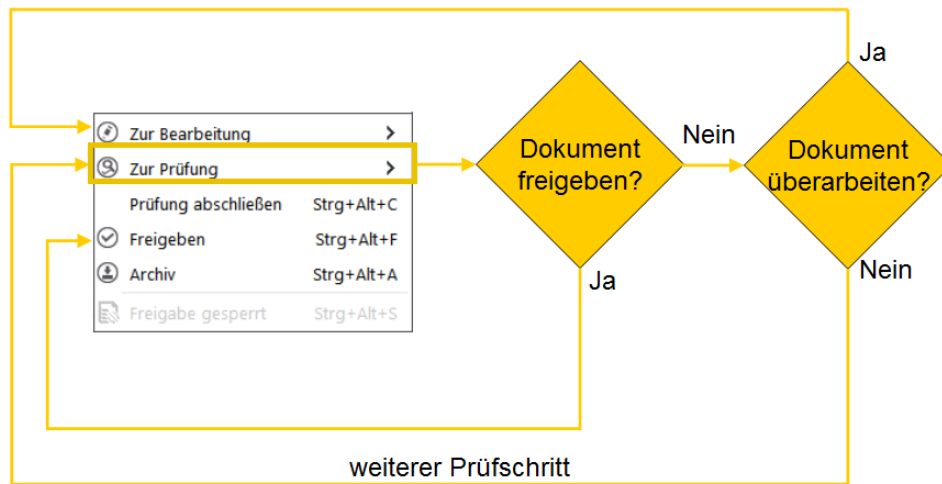 Ja
Zur Bearbeitung
Zur Prüfung
Prüfung abschließen Strg+Alt+C
Freigeben Strg+Alt+F
Archiv Strg+Alt+A
Freigabe gesperrt Strg+Alt+S
Dokument
freigeben?
Nein
Dokument
überarbeiten?
Ja
Nein
weiterer Prüfschritt